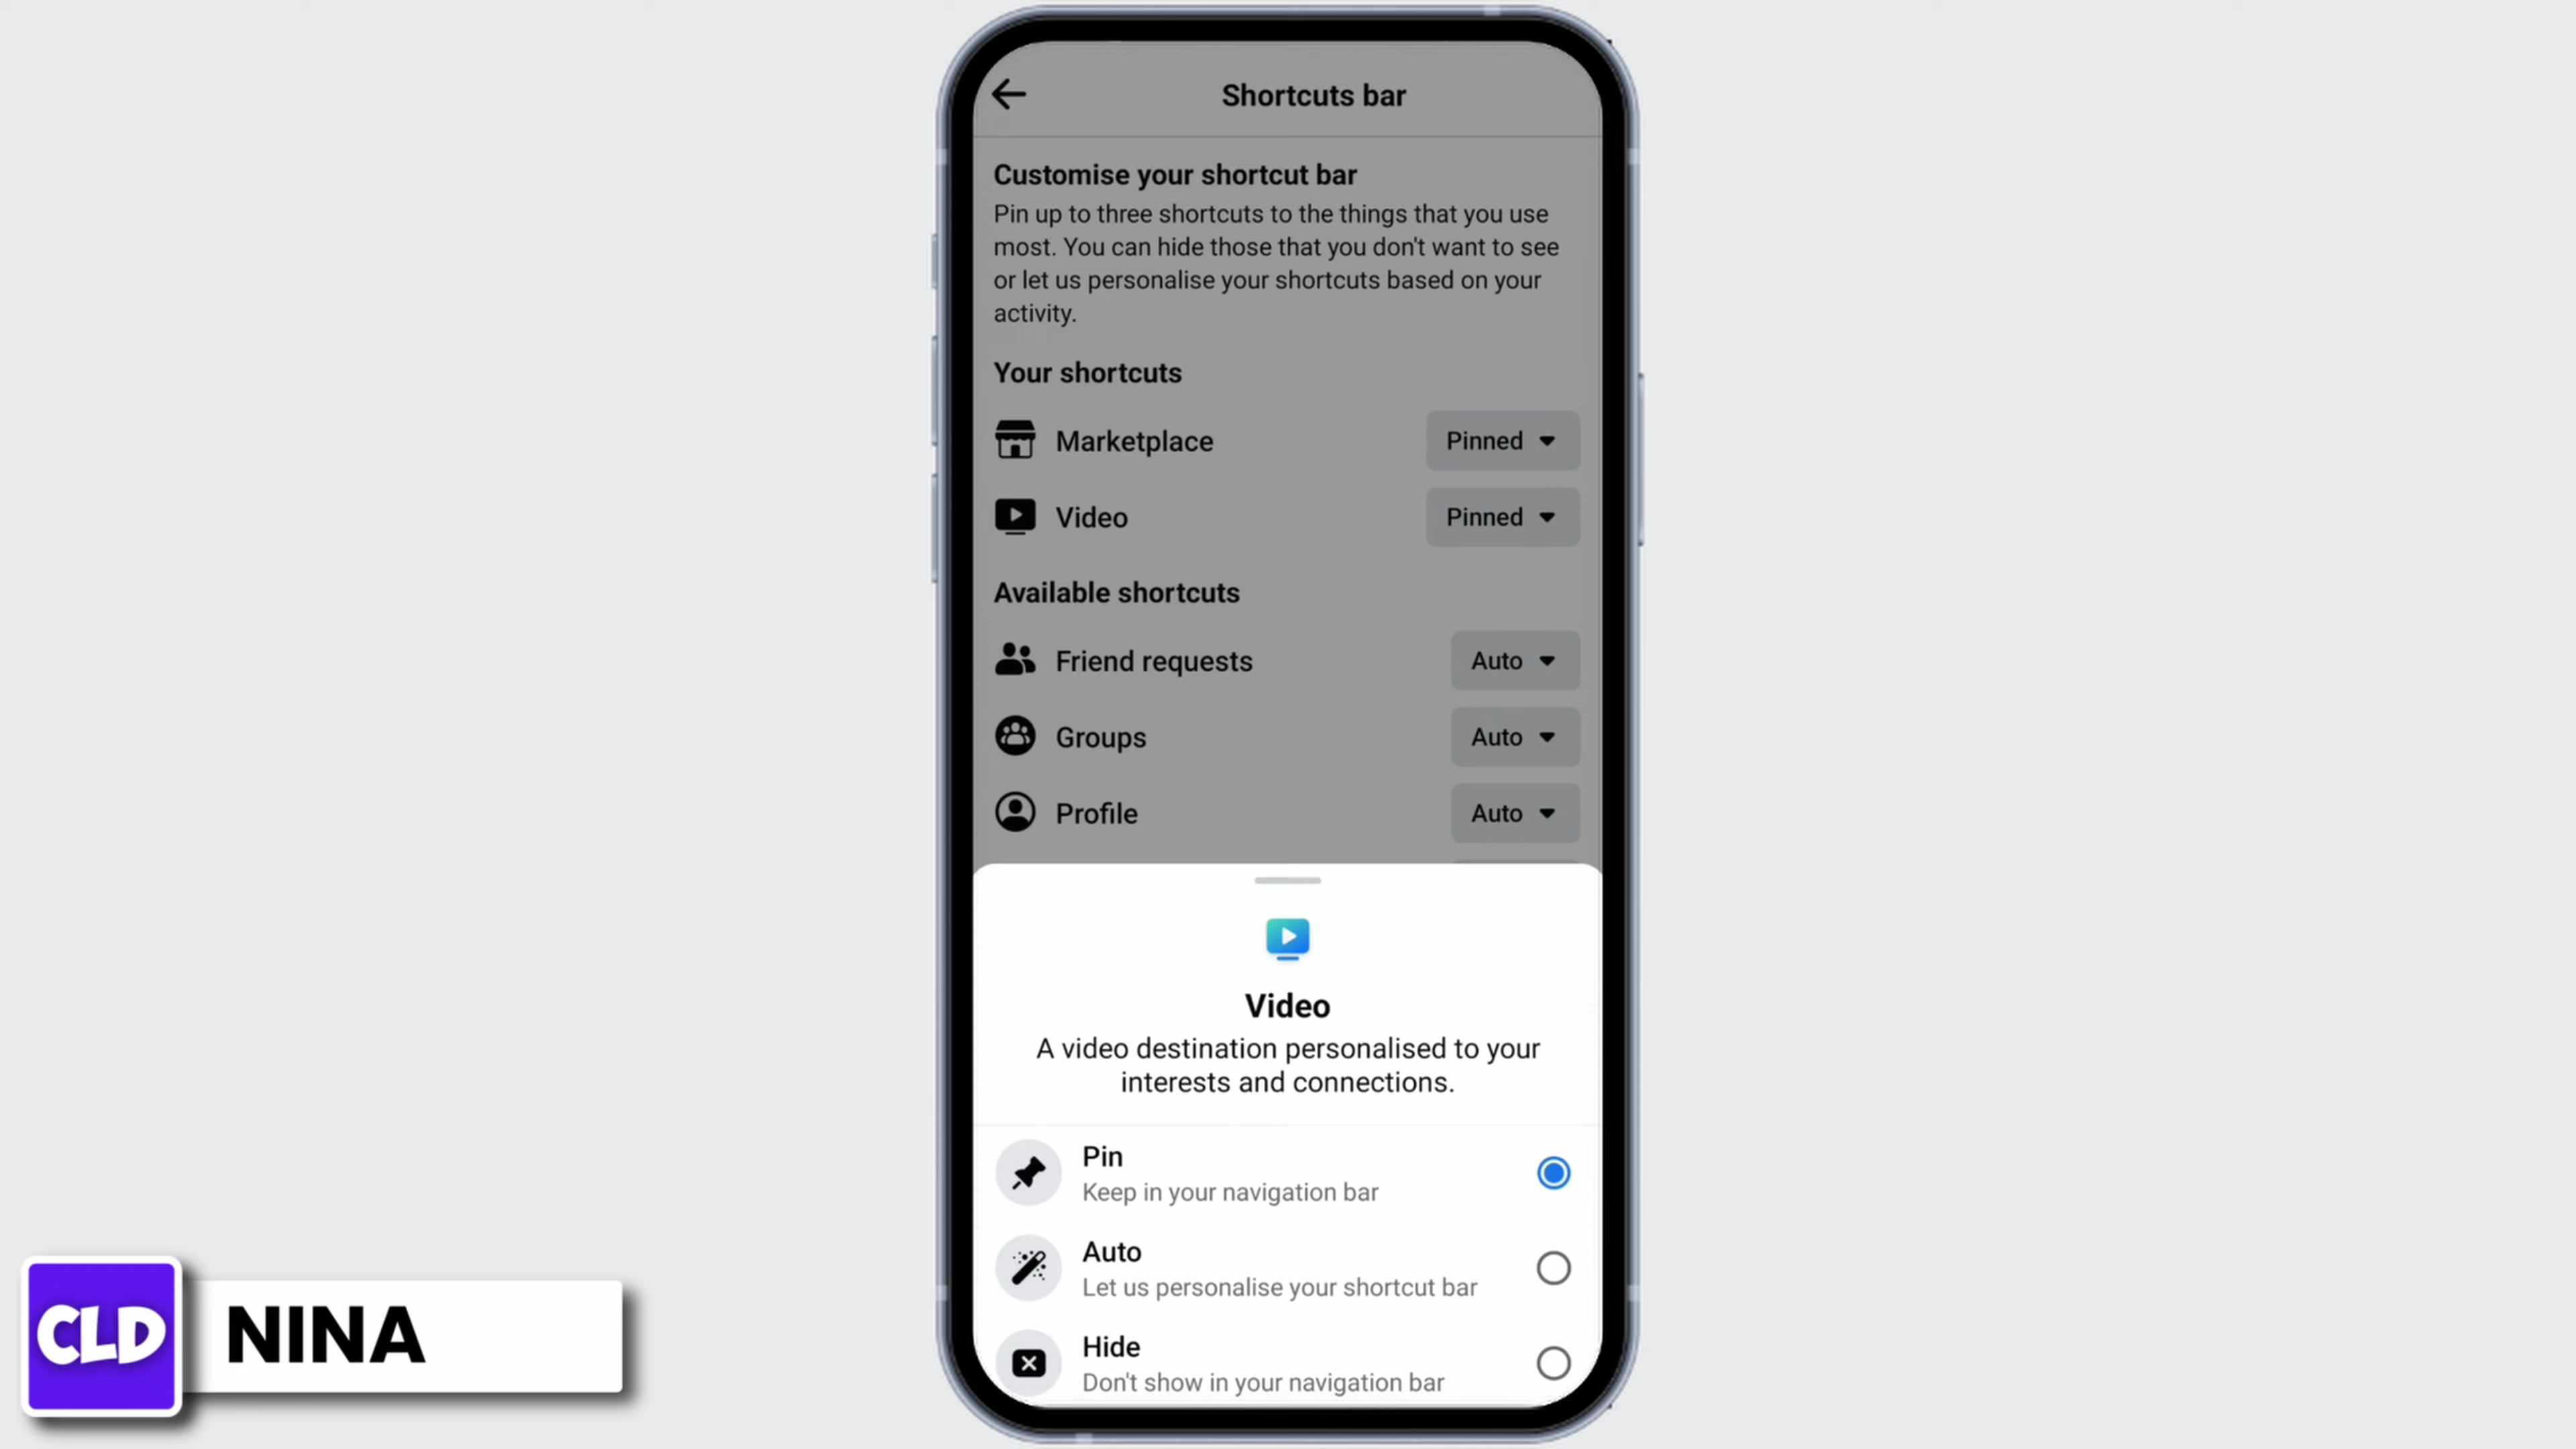 Shortcuts bar
Customise your shortcut bar
Pin up to three shortcuts to the things that you use
most. You can hide those that you don't want to see
or let us personalise your shortcuts based on your
activity.
Your shortcuts
Marketplace Pinned
Video Pinned
Available shortcuts
Friend requests Auto
Groups Auto
Profile Auto
Video
A video destination personalised to your
interests and connections.
Pin
Keep in your navigation bar
Auto
Let us personalise your shortcut bar
Hide
Don't show in your navigation bar
CLD NINA